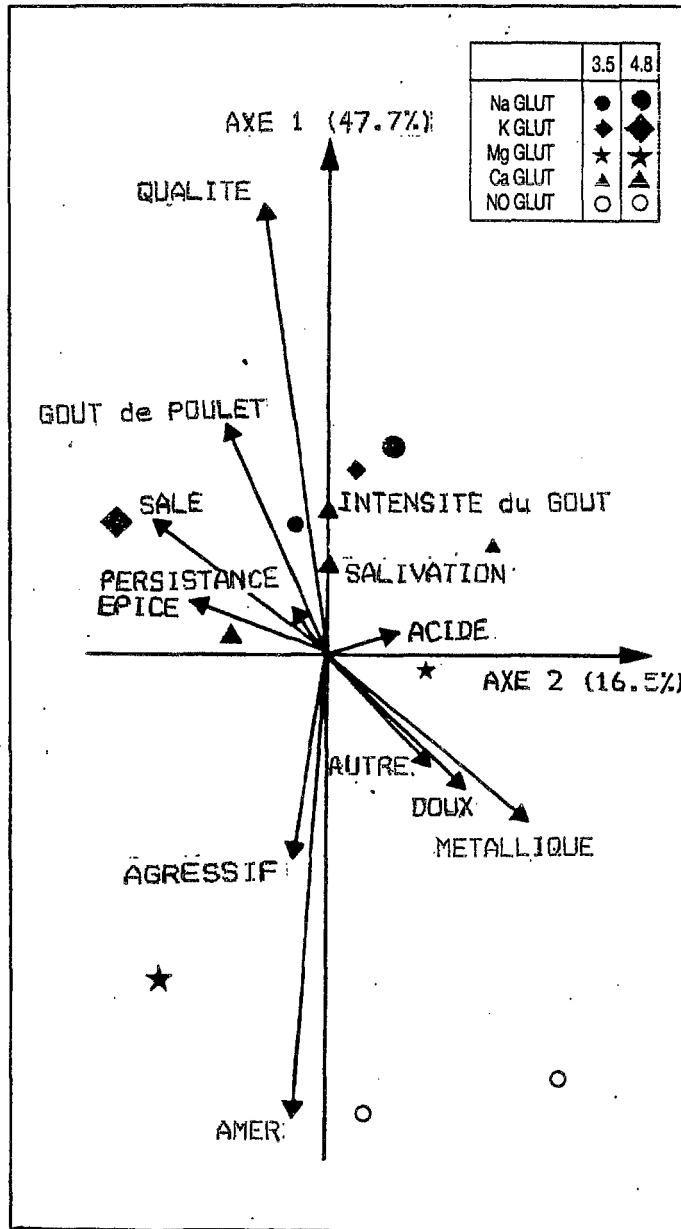 3.5 4.8
Na GLUT
K GLUT
Mg GLUT
Ca GLUT
NO GLUT
AXE 1 (47.7%)
QUALITE
GOUT de POULET
SALE
INTENSITE du GOUT
PERSISTANCE
SALIVATION
EPICE
ACIDE
AXE 2 (16.5%)
AUTRE
DOUX
METALLIQUE
AGRESSIF
AMER